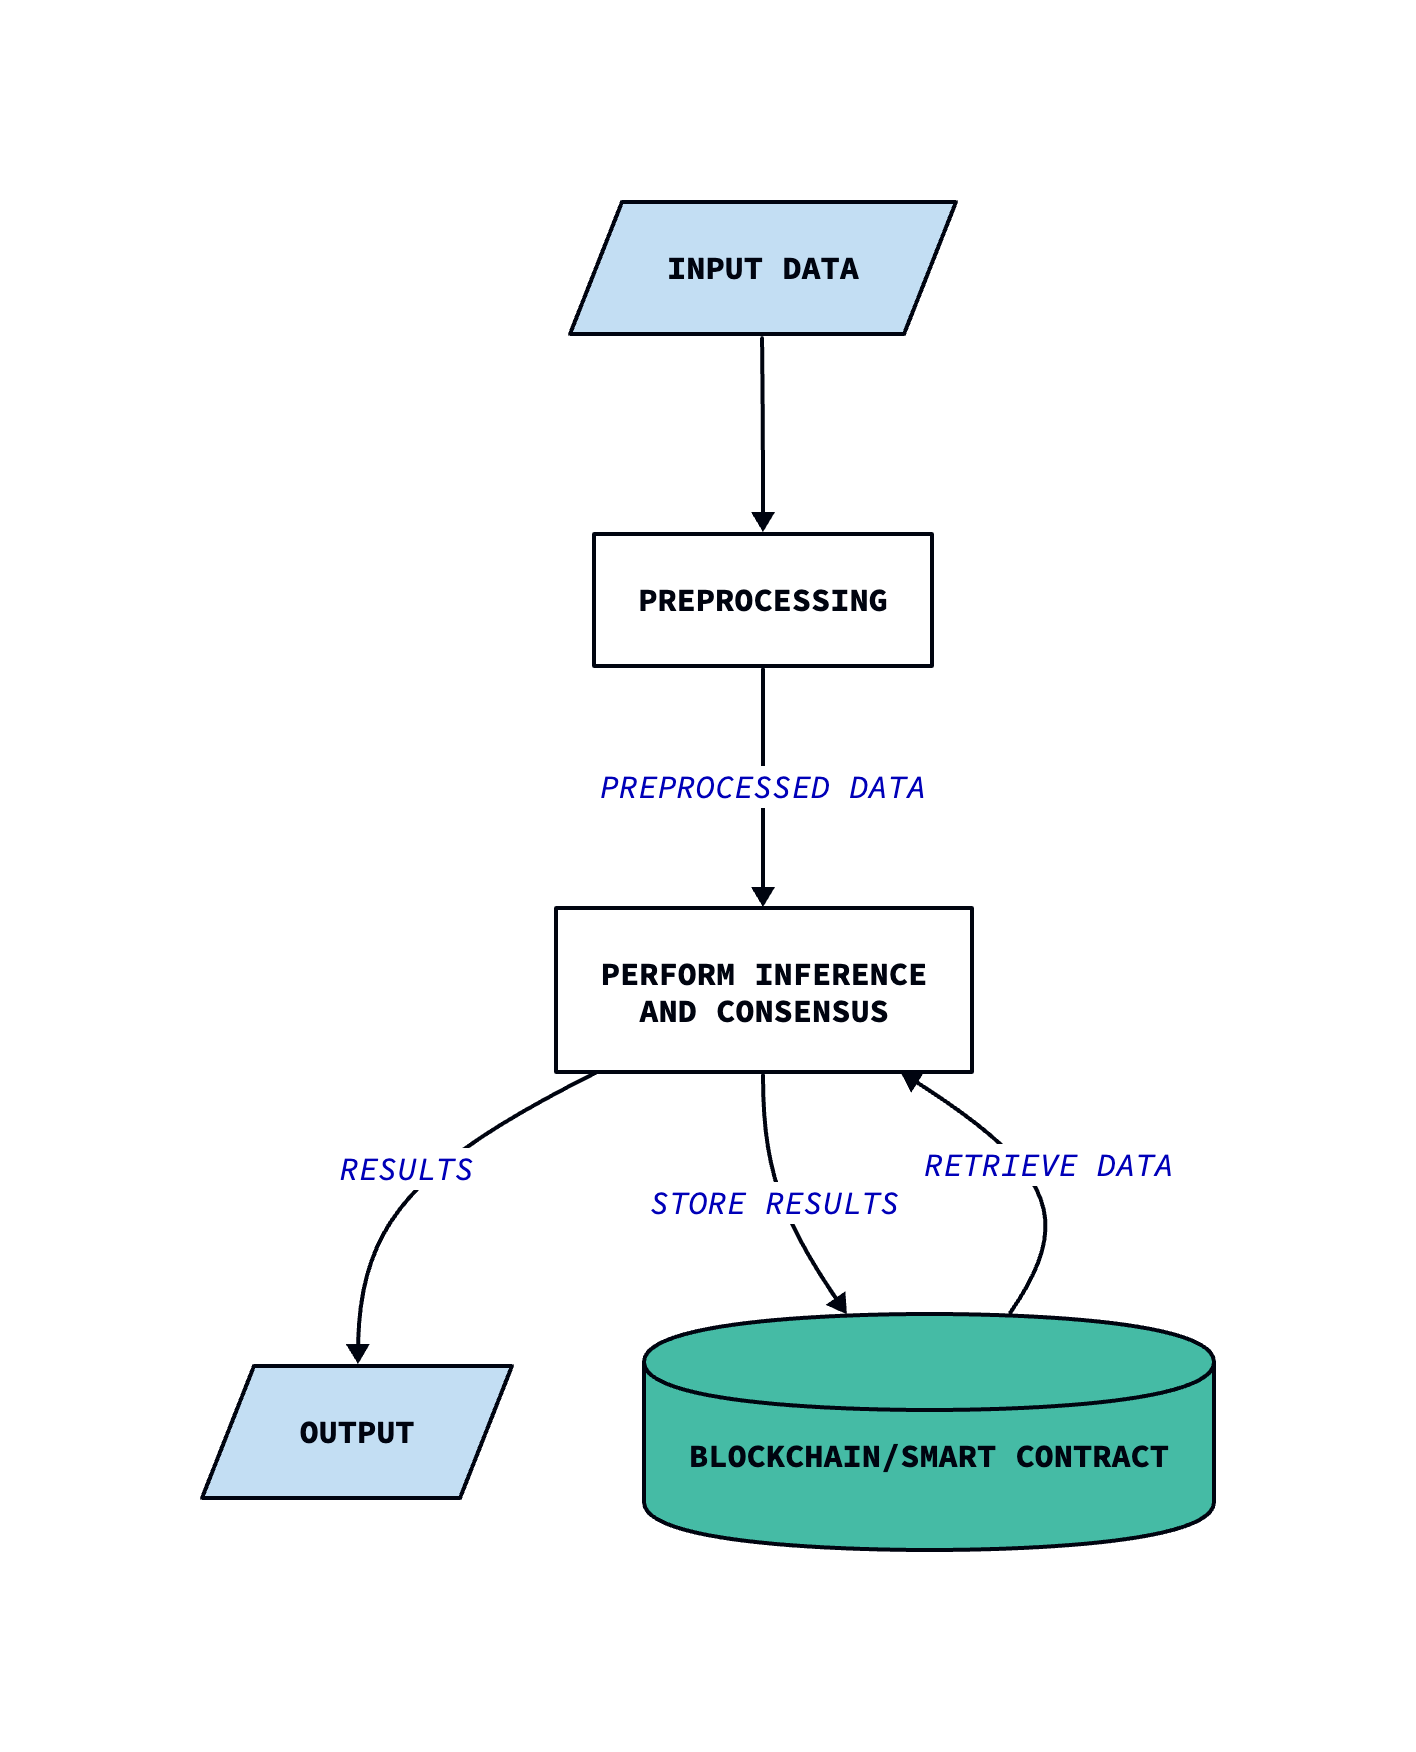 INPUT DATA
PREPROCESSING
PREPROCESSED DATA
PERFORM INFERENCE
AND CONSENSUS
RESULTS
STORE RESULTS
RETRIEVE DATA
OUTPUT
BLOCKCHAIN/SMART CONTRACT